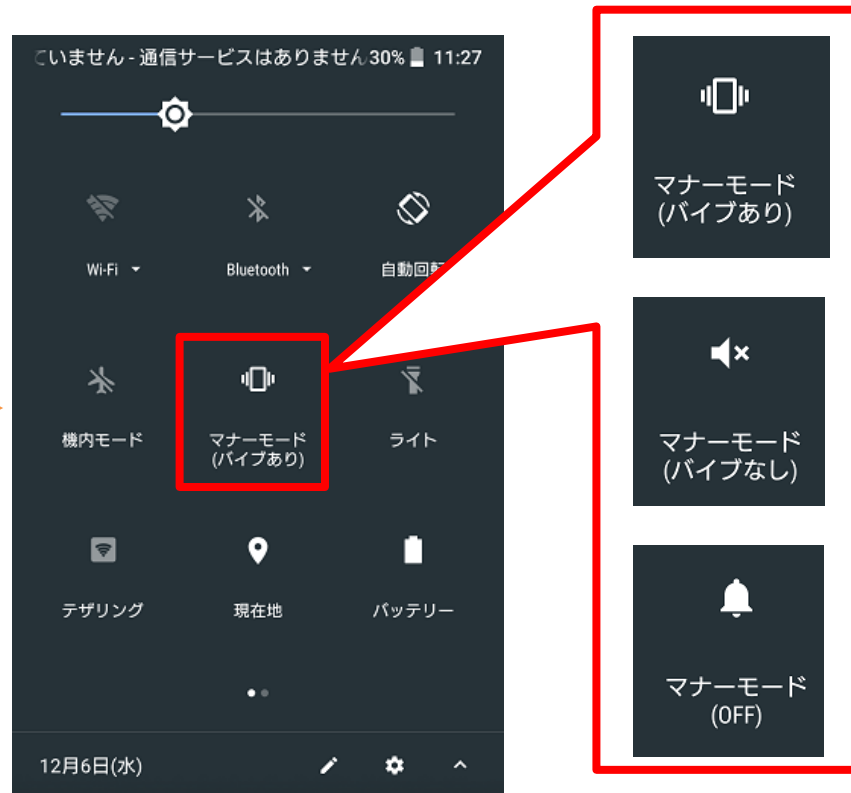 ていません - 通信サービスはありません 30% 11:27
Wi-Fi
Bluetooth
自動回転
機内モード
マナーモード
(バイブあり)
ライト
テザリング
現在地
バッテリー
12月6日(水)
マナーモード
(バイブあり)
マナーモード
(バイブなし)
マナーモード
(OFF)